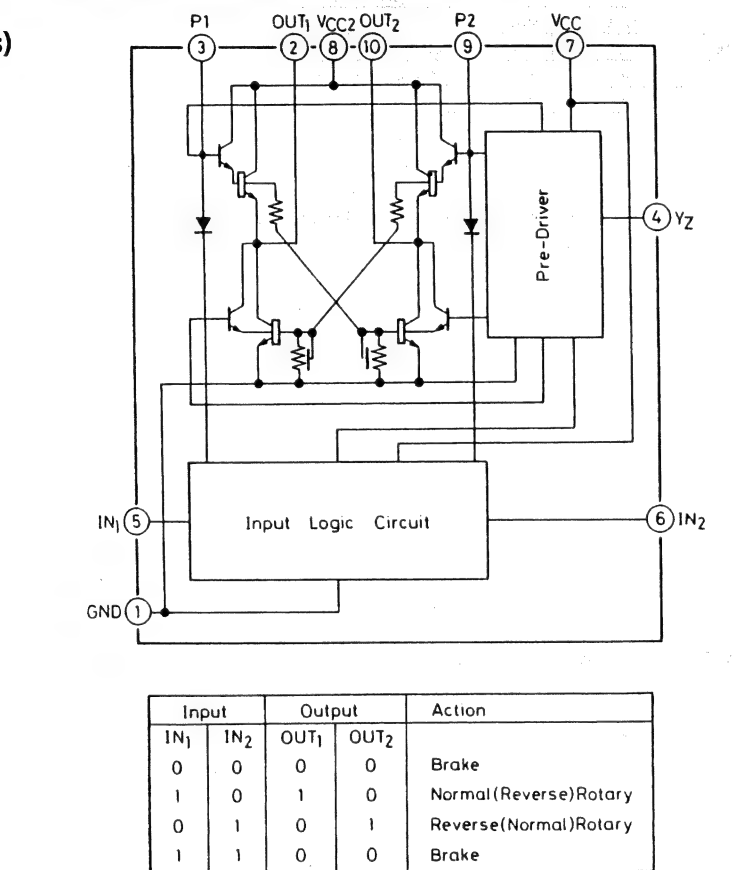 )
P1 OUT1 VCC2 OUT2 P2 VCC
3 2 8 10 9 7
Pre-Driver
4 VZ
IN1 5 Input Logic Circuit 6 IN2
GND 1
Input Output Action
IN1 IN2 OUT1 OUT2
0 0 0 0 Brake
1 0 1 0 Normal(Reverse)Rotary
0 1 0 1 Reverse(Normal)Rotary
1 1 0 0 Brake